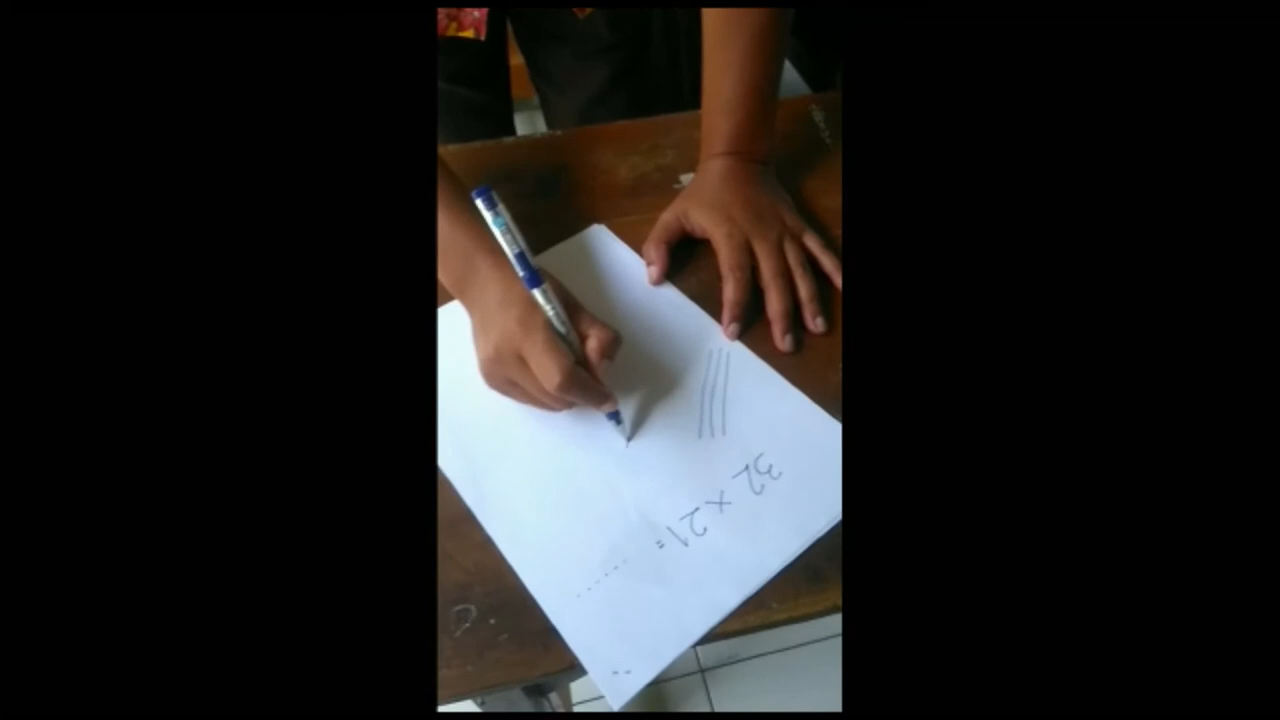 32 × 21 = ......